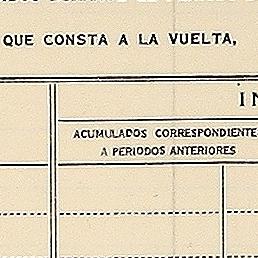 QUE CONSTA A LA VUELTA,
ACUMULADOS CORRESPONDIENTE
A PERIODOS ANTERIORES